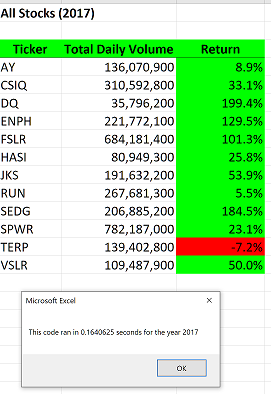 All Stocks (2017)
Ticker Total Daily Volume Return
AY 136,070,900 8.9%
CSIQ 310,592,800 33.1%
DQ 35,796,200 199.4%
ENPH 221,772,100 129.5%
FSLR 684,181,400 101.3%
HASI 80,949,300 25.8%
JKS 191,632,200 53.9%
RUN 267,681,300 5.5%
SEDG 206,885,200 184.5%
SPWR 782,187,000 23.1%
TERP 139,402,800 -7.2%
VSLR 109,487,900 50.0%
Microsoft Excel
This code ran in 0.1640625 seconds for the year 2017
OK